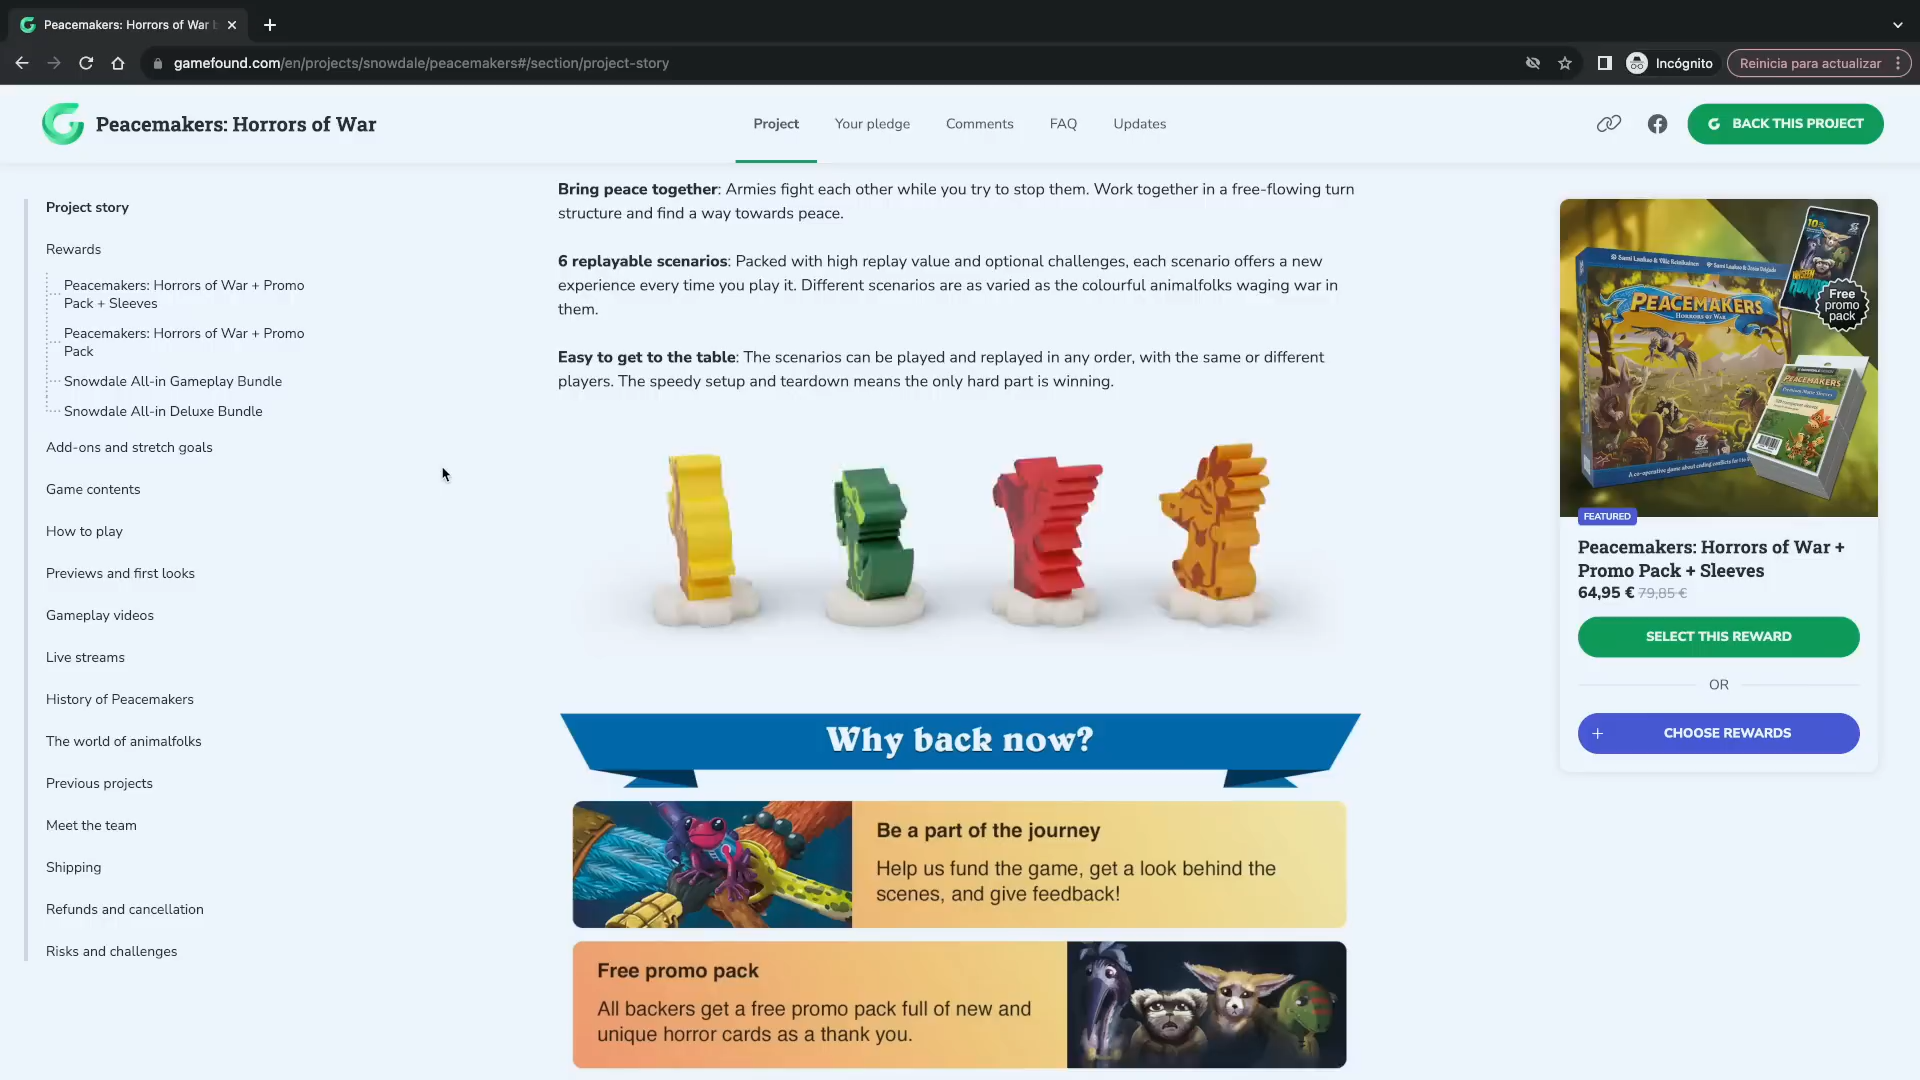 Peacemakers: Horrors of War b
gamefound.com/en/projects/snowdale/peacemakers#/section/project-story
Incógnito
Reinicia para actualizar
Peacemakers: Horrors of War
Project
Your pledge
Comments
FAQ
Updates
BACK THIS PROJECT
Project story
Rewards
Peacemakers: Horrors of War + Promo
Pack + Sleeves
Peacemakers: Horrors of War + Promo
Pack
Snowdale All-in Gameplay Bundle
Snowdale All-in Deluxe Bundle
Add-ons and stretch goals
Game contents
How to play
Previews and first looks
Gameplay videos
Live streams
History of Peacemakers
The world of animalfolks
Previous projects
Meet the team
Shipping
Refunds and cancellation
Risks and challenges
Bring peace together: Armies fight each other while you try to stop them. Work together in a free-flowing turn
structure and find a way towards peace.
6 replayable scenarios: Packed with high replay value and optional challenges, each scenario offers a new
experience every time you play it. Different scenarios are as varied as the colourful animalfolks waging war in
them.
Easy to get to the table: The scenarios can be played and replayed in any order, with the same or different
players. The speedy setup and teardown means the only hard part is winning.
Why back now?
Be a part of the journey
Help us fund the game, get a look behind the
scenes, and give feedback!
Free promo pack
All backers get a free promo pack full of new and
unique horror cards as a thank you.
PEACEMAKERS
HORRORS OF WAR
Free
promo
pack
PEACEMAKERS
FEATURED
Peacemakers: Horrors of War +
Promo Pack + Sleeves
64,95 € 79,85 €
SELECT THIS REWARD
OR
+ CHOOSE REWARDS